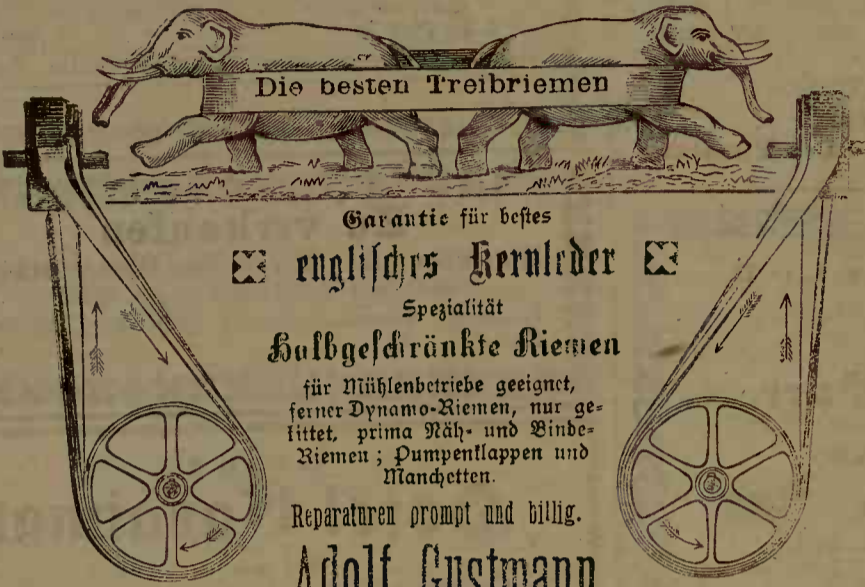 Die besten Treibriemen
Garantie für bestes
englisches Kernleder
Spezialität
Halbgeschränkte Riemen
für Mühlenbetriebe geeignet,
ferner Dynamo-Riemen, nur ge-
kittet, prima Näh- und Binde-
Riemen; Pumpenklappen und
Manchetten.
Reparaturen prompt und billig.
Adolf Gustmann